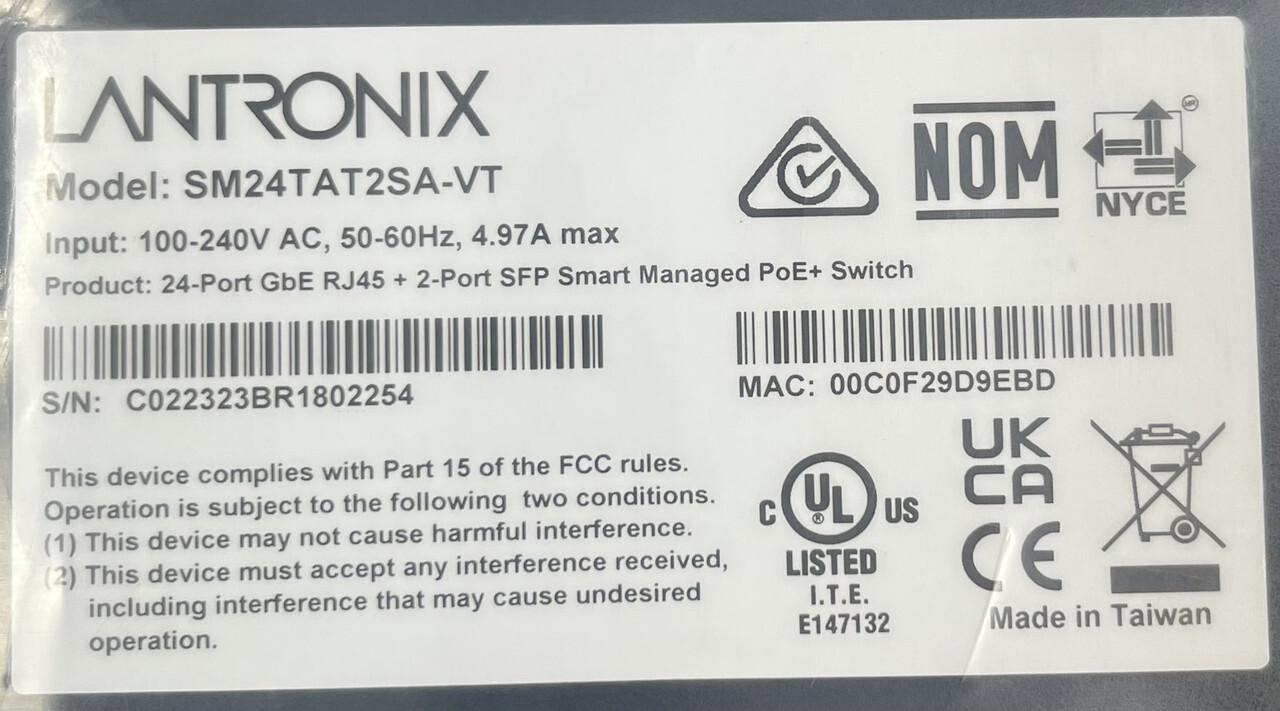 LANTRONIX
Model: SM24TAT2SA-VT
Input: 100-240V AC, 50-60Hz, 4.97A max
Product: 24-Port GbE RJ45 + 2-Port SFP Smart Managed PoE+ Switch
NOM
MR
NYCE
S/N: C022323BR1802254
MAC: 00C0F29D9EBD
This device complies with Part 15 of the FCC rules.
Operation is subject to the following two conditions.
(1) This device may not cause harmful interference.
(2) This device must accept any interference received,
including interference that may cause undesired
operation.
C UL ® US
LISTED
I.T.E.
E147132
UK
CA
CE
Made in Taiwan